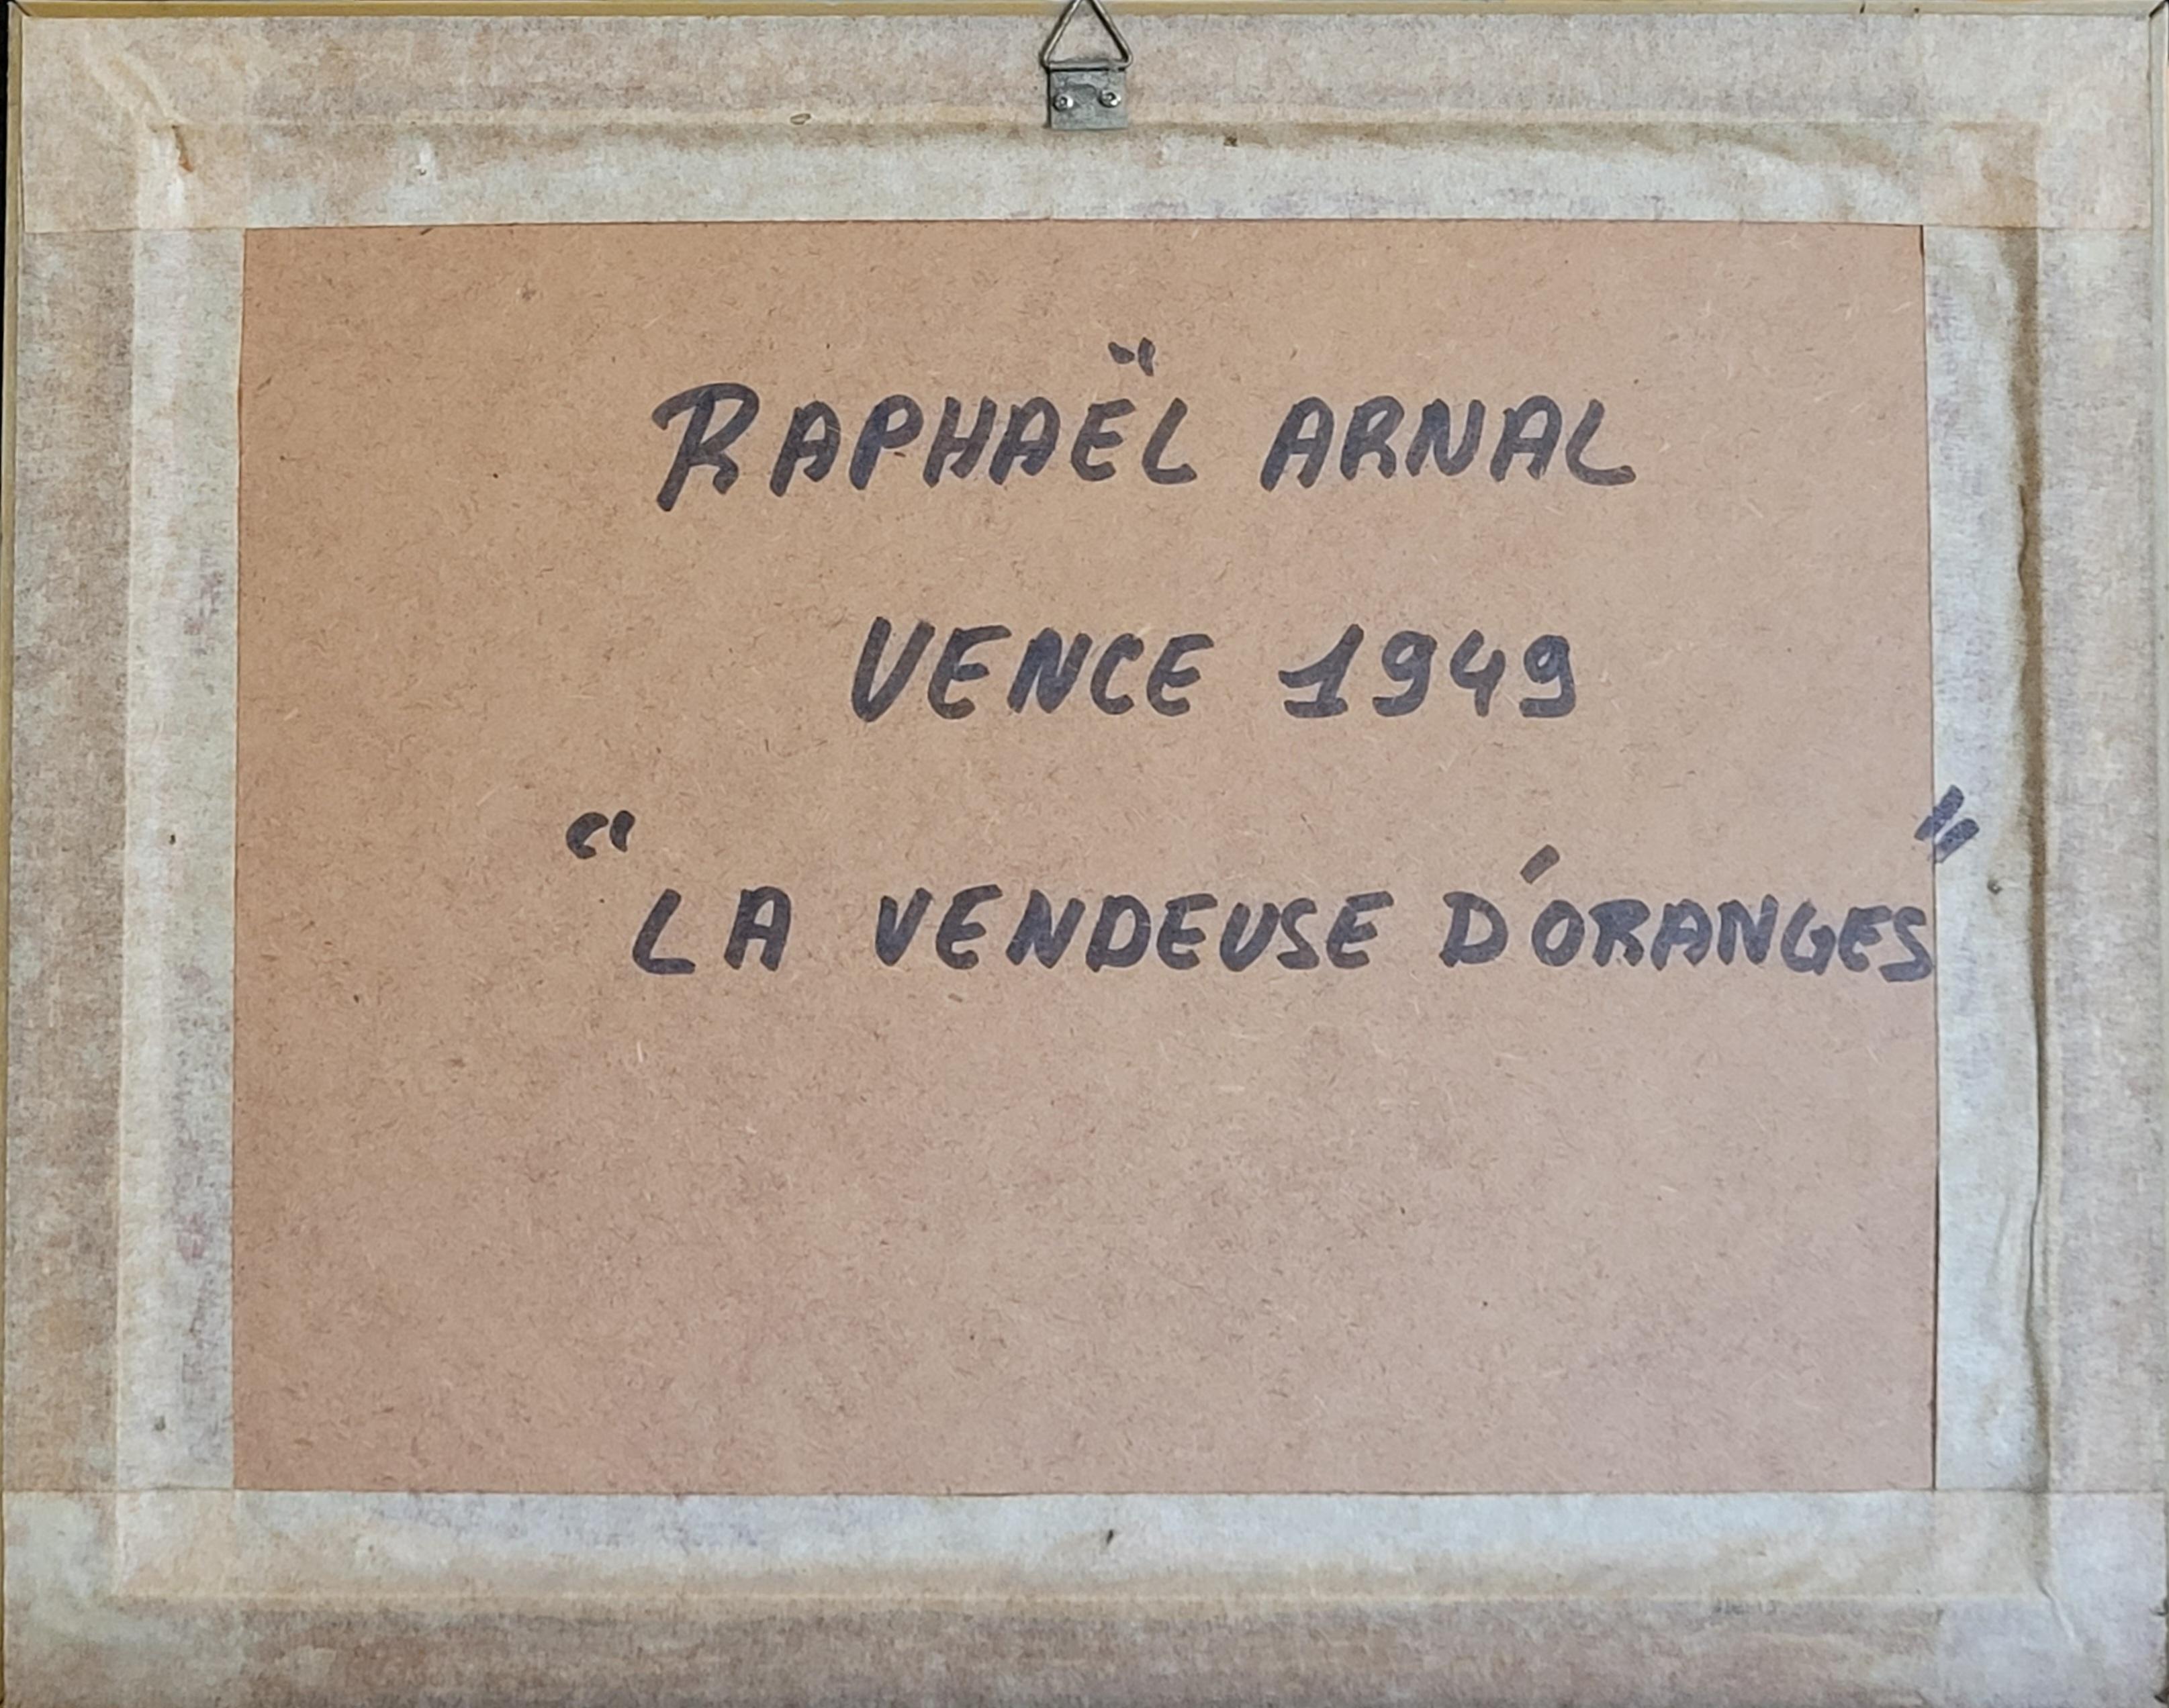 RAPHAËL ARNAL
VENCE 1949
"LA VENDEUSE D'ORANGES"